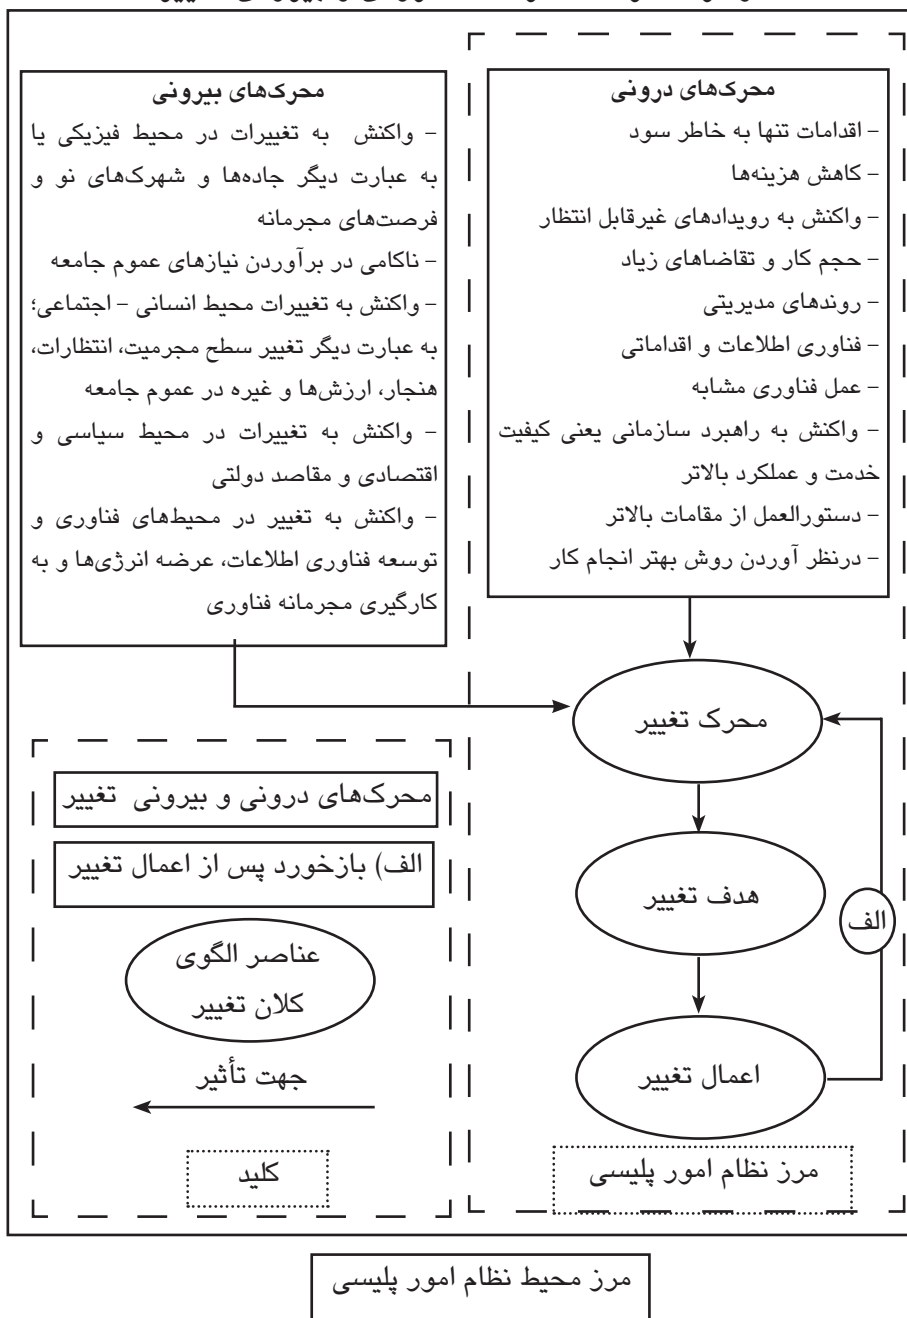 محرک‌های درونی
- اقدامات تنها به خاطر سود
- کاهش هزینه‌ها
- واکنش به رویدادهای غیرقابل انتظار
- حجم کار و تقاضاهای زیاد
- روندهای مدیریتی
- فناوری اطلاعات و اقداماتی
- عمل فناوری مشابه
- واکنش به راهبرد سازمانی یعنی کیفیت
خدمت و عملکرد بالاتر
- دستورالعمل از مقامات بالاتر
- درنظر آوردن روش بهتر انجام کار
محرک‌های بیرونی
- واکنش به تغییرات در محیط فیزیکی یا
به عبارت دیگر جاده‌ها و شهرک‌های نو و
فرصت‌های مجرمانه
- ناکامی در برآوردن نیازهای عموم جامعه
- واکنش به تغییرات محیط انسانی - اجتماعی؛
به عبارت دیگر تغییر سطح مجرمیت، انتظارات،
هنجار، ارزش‌ها و غیره در عموم جامعه
- واکنش به تغییرات در محیط سیاسی و
اقتصادی و مقاصد دولتی
- واکنش به تغییر در محیط‌های فناوری و
توسعه فناوری اطلاعات، عرضه انرژی‌ها و به
کارگیری مجرمانه فناوری
محرک تغییر
هدف تغییر
الف
اعمال تغییر
مرز نظام امور پلیسی
محرک‌های درونی و بیرونی تغییر
الف) بازخورد پس از اعمال تغییر
عناصر الگوی
کلان تغییر
جهت تأثیر
کلید
مرز محیط نظام امور پلیسی